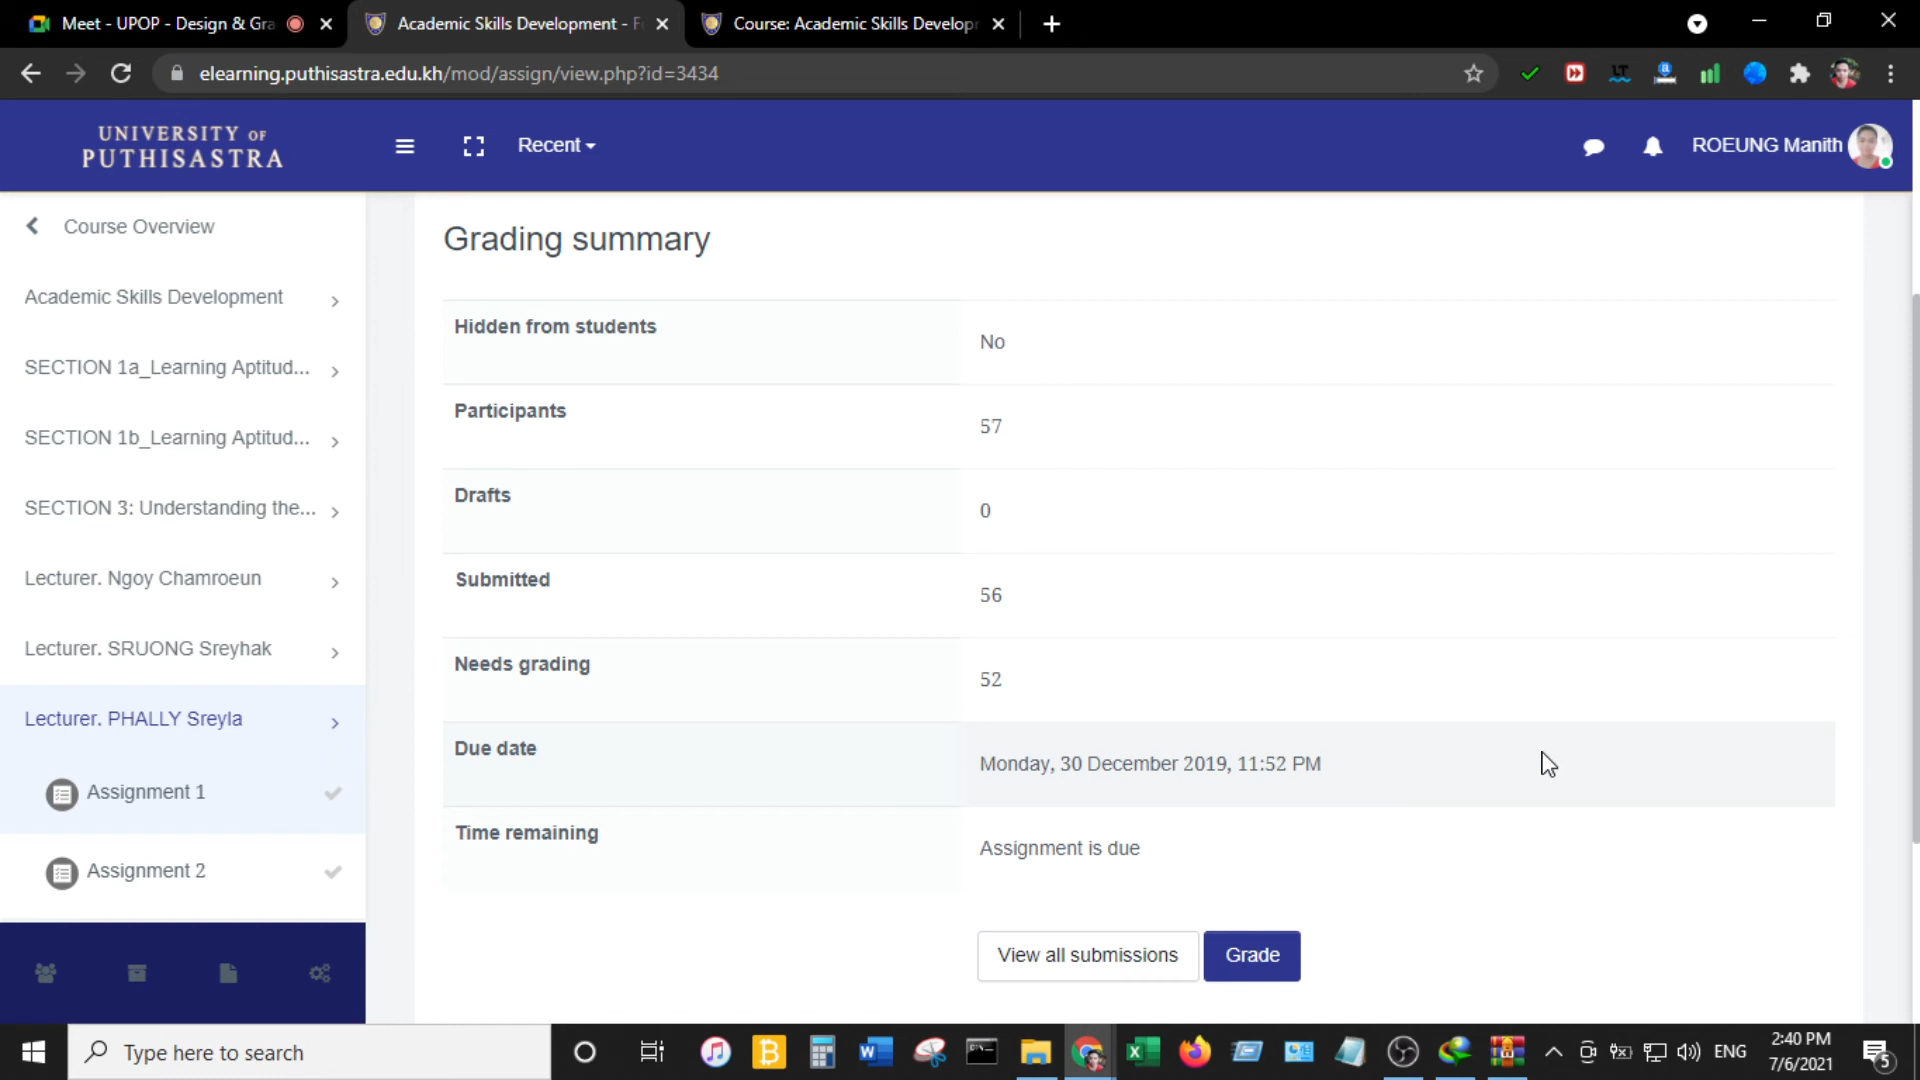 Meet - UPOP - Design & Gra
Academic Skills Development - F
Course: Academic Skills Develop
elearning.puthisastra.edu.kh/mod/assign/view.php?id=3434
UNIVERSITY OF
PUTHISASTRA
Recent
ROEUNG Manith
Course Overview
Academic Skills Development
SECTION 1a_Learning Aptitud...
SECTION 1b_Learning Aptitud...
SECTION 3: Understanding the...
Lecturer. Ngoy Chamroeun
Lecturer. SRUONG Sreyhak
Lecturer. PHALLY Sreyla
Assignment 1
Assignment 2
Grading summary
Hidden from students
No
Participants
57
Drafts
0
Submitted
56
Needs grading
52
Due date
Monday, 30 December 2019, 11:52 PM
Time remaining
Assignment is due
View all submissions
Grade
Type here to search
ENG
2:40 PM
7/6/2021
5